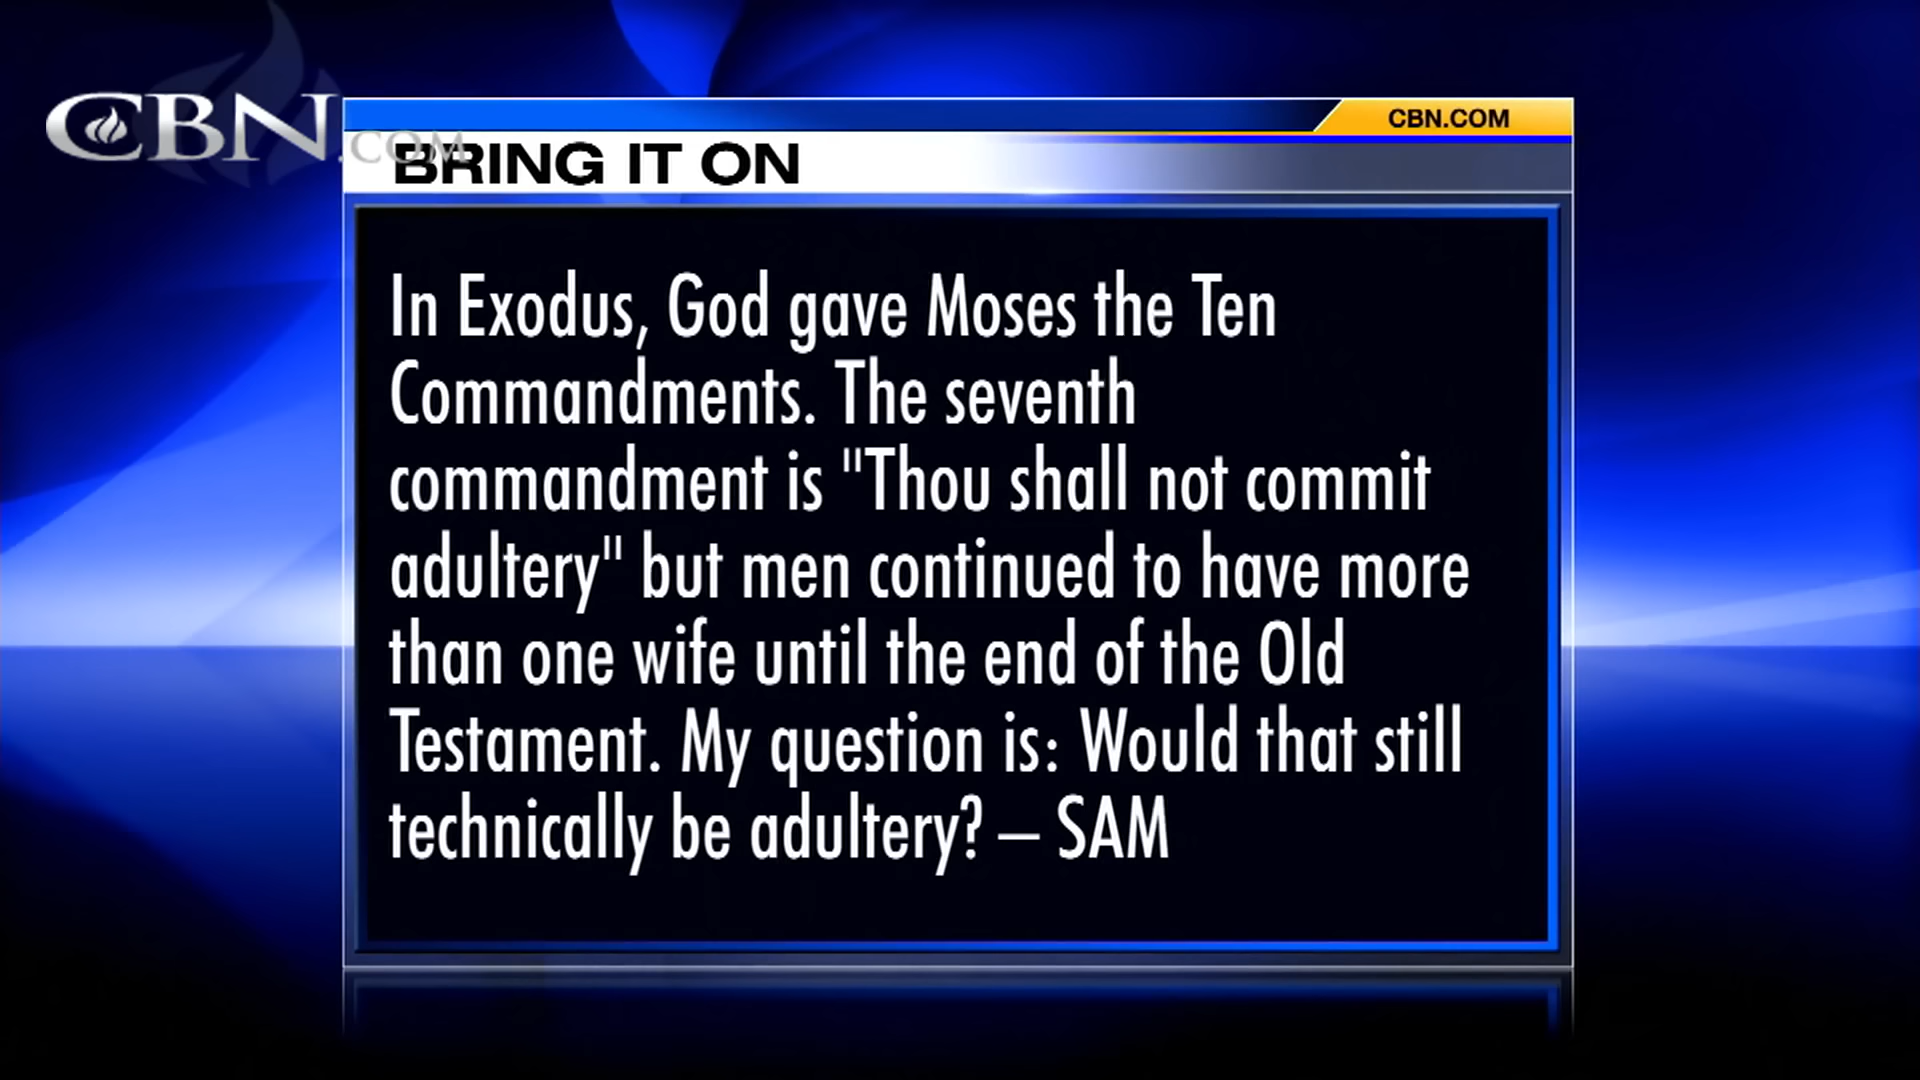 CBN.COM
CBN.COM
BRING IT ON
In Exodus, God gave Moses the Ten
Commandments. The seventh
commandment is "Thou shall not commit
adultery" but men continued to have more
than one wife until the end of the Old
Testament. My question is: Would that still
technically be adultery? – SAM